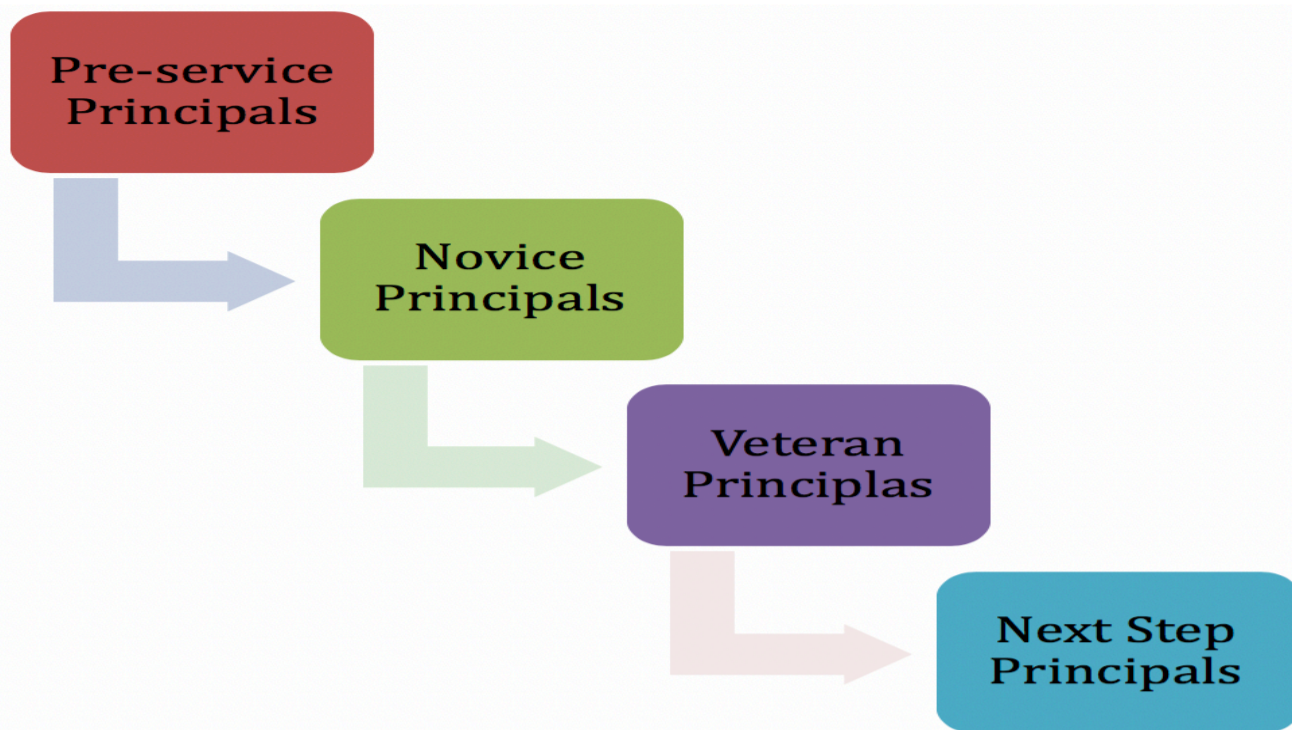 Pre-service
Principals
Novice
Principals
Veteran
Principlas
Next Step
Principals